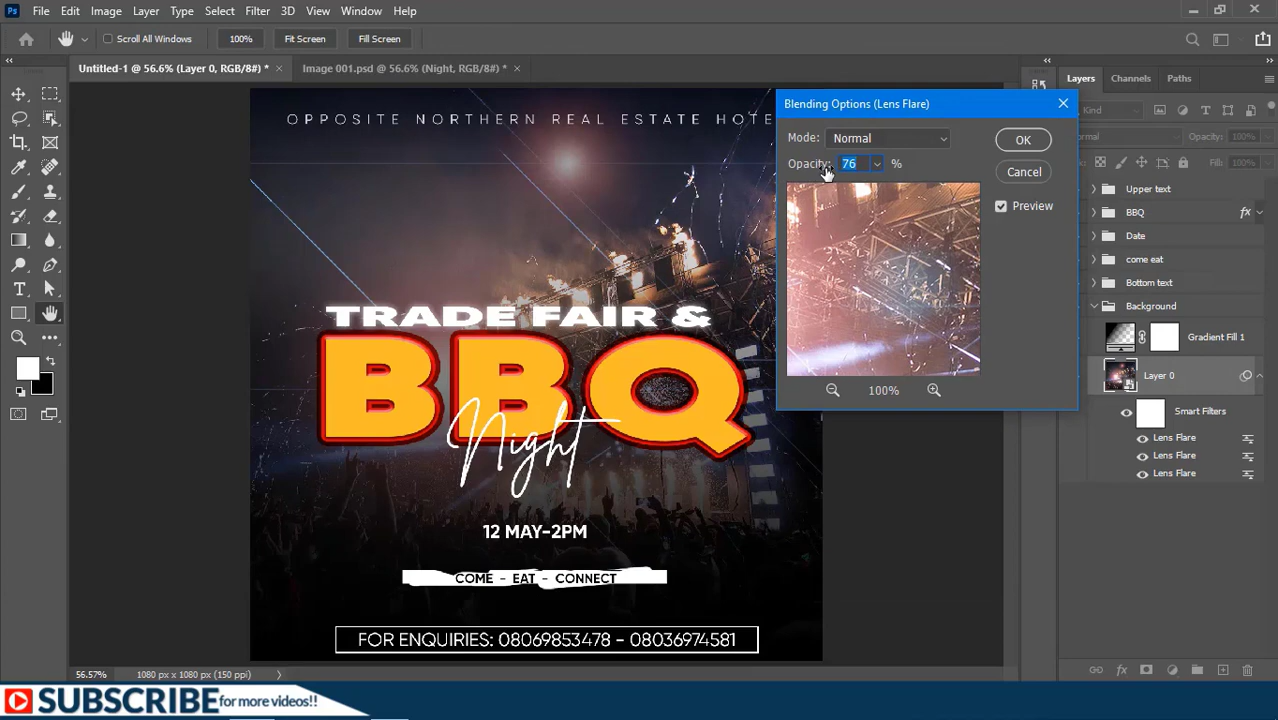 Ps File Edit Image Layer Type Select Filter 3D View Window Help
Scroll All Windows 100% Fit Screen Fill Screen
Untitled-1 @ 56.6% (Layer 0, RGB/8#) * × Image 001.psd @ 56.6% (Night, RGB/8#) * ×
OPPOSITE NORTHERN REAL ESTATE HOTE
TRADE FAIR &
BBQ
Night
12 MAY-2PM
COME - EAT - CONNECT
FOR ENQUIRIES: 08069853478 - 08036974581
Blending Options (Lens Flare)
Mode: Normal
Opacity: 76 %
OK
Cancel
Preview
100%
Layers Channels Paths
Kind
ormal Opacity: 100%
Fill: 100%
Upper text
BBQ fx
Date
come eat
Bottom text
Background
Gradient Fill 1
Layer 0
Smart Filters
Lens Flare
Lens Flare
Lens Flare
56.57% 1080 px x 1080 px (150 ppi)
SUBSCRIBE for more videos!!